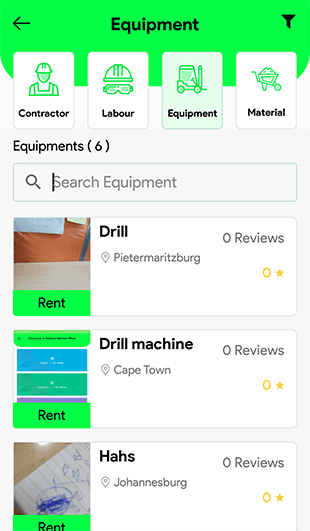 Equipment
Contractor
Labour
Equipment
Material
Equipments ( 6 )
Search Equipment
Drill
0 Reviews
Pietermaritzburg
0
Rent
Drill machine
0 Reviews
Cape Town
0
Rent
Hahs
0 Reviews
Johannesburg
0
Rent